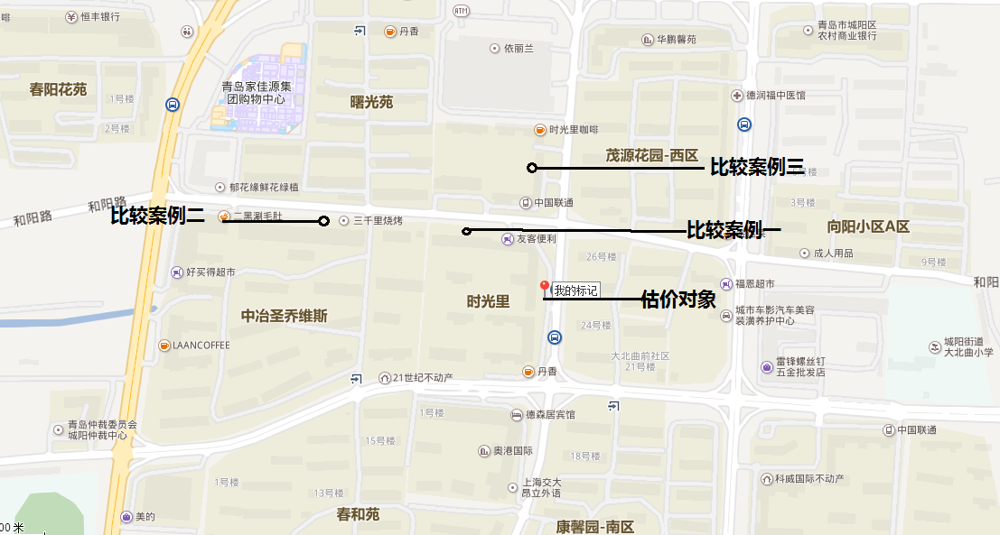 啡
恒丰银行
ATM
丹香
依丽兰
华鹏馨苑
青岛市城阳区
农村商业银行
春阳花苑
1号楼
2号楼
青岛家佳源集
团购物中心
曙光苑
德润福中医馆
时光里咖啡
茂源花园-西区
比较案例三
号楼
郁花缘鲜花绿植
中国联通
3号楼
和阳路
和阳路
比较案例二
二黑涮毛肚
三千里烧烤
比较案例一
向阳小区A区
友客便利
成人用品
26号楼
9号楼
好买得超市
和阳
我的标记
估价对象
福恩超市
时光里
中冶圣乔维斯
城市车影汽车美容
装潢养护中心
24号楼
LAANCOFFEE
大北曲前社区
21号楼
城阳街道
大北曲小学
雷锋螺丝钉
五金批发店
丹香
21世纪不动产
1号楼
德森居宾馆
青岛仲裁委员会
城阳仲裁中心
中国联通
15号楼
奥港国际
18号楼
1号楼
13号楼
上海交大
昂立外语
科威国际不动产
美的
春和苑
康馨园-南区
00 米